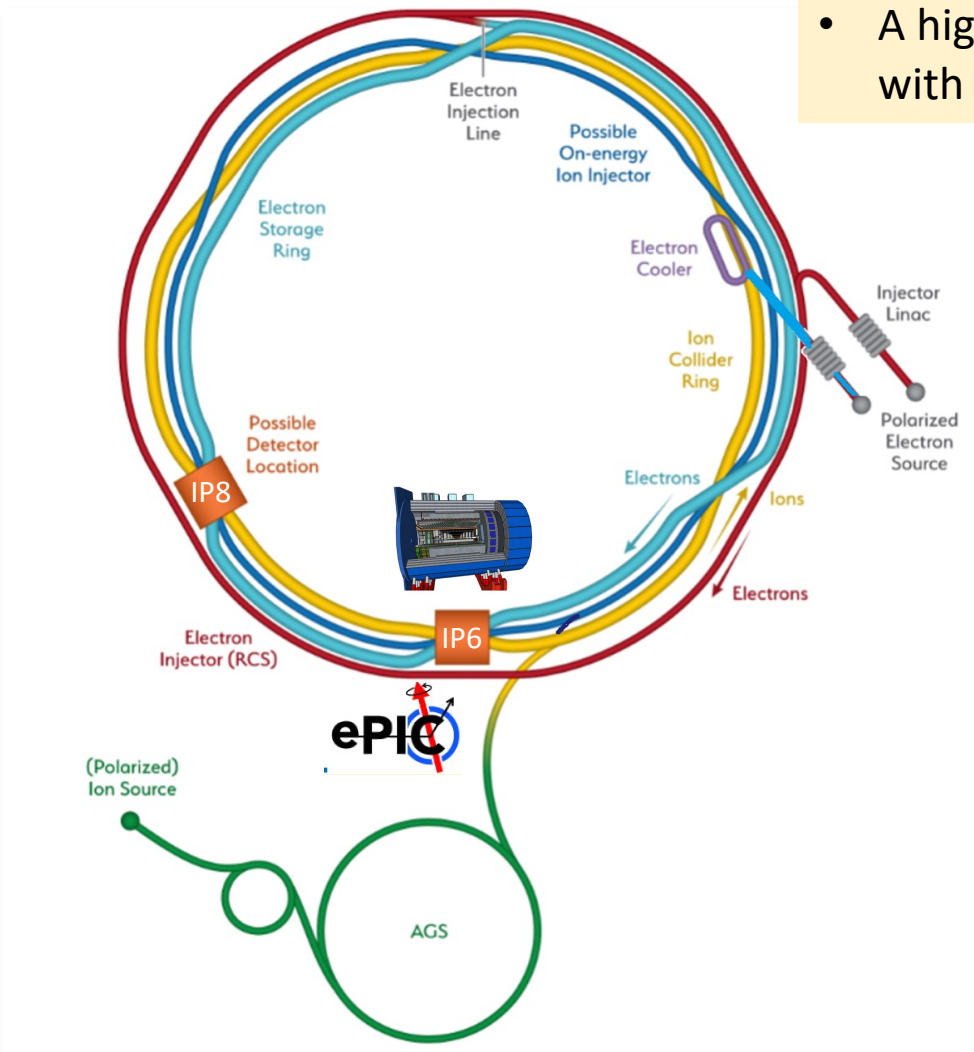 • A hig
with
Electron
Injection
Line
Possible
On-energy
Ion Injector
Electron
Storage
Ring
Electron
Cooler
Injector
Linac
Ion
Collider
Ring
Polarized
Electron
Source
Possible
Detector
Location
IP8
Electrons
Ions
Electrons
IP6
Electron
Injector (RCS)
ePIC
(Polarized)
Ion Source
AGS